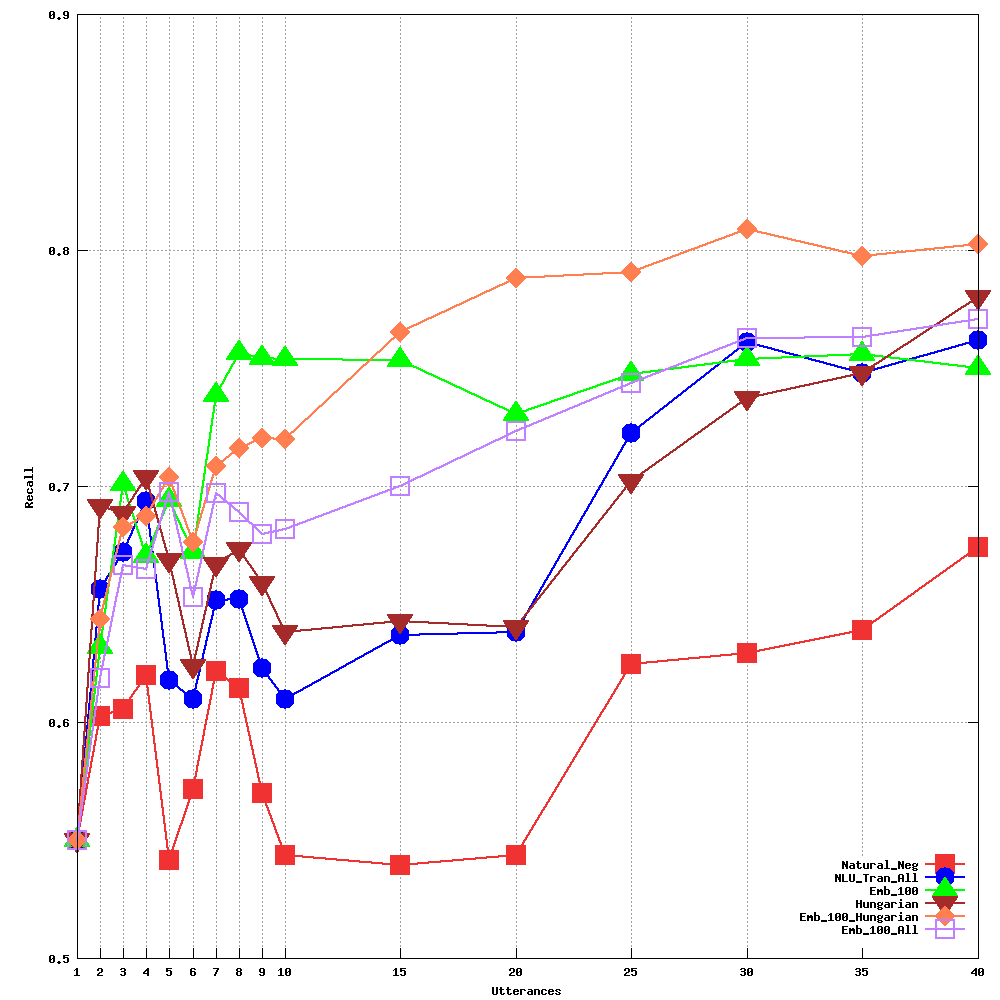 0.9
0.8
0.7
0.6
0.5
Recall
Natural_Neg
NLU_Tran_All
Emb_100
Hungarian
Emb_100_Hungarian
Emb_100_All
1 2 3 4 5 6 7 8 9 10 15 20 25 30 35 40
Utterances